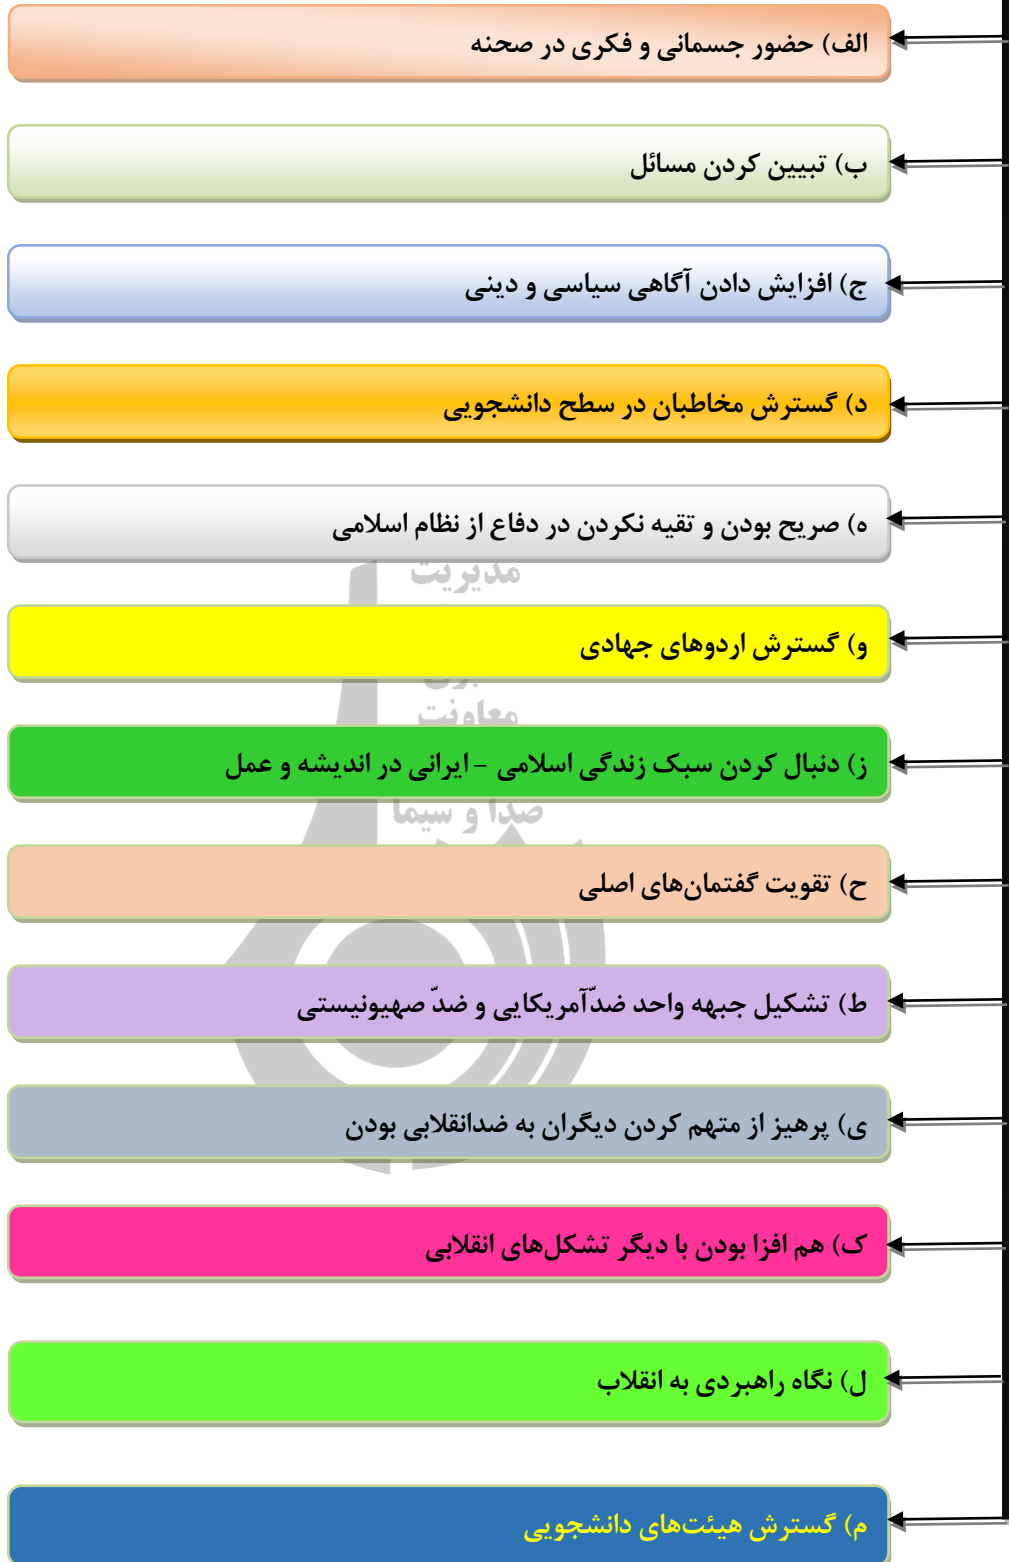 الف) حضور جسمانی و فکری در صحنه
ب) تبیین کردن مسائل
ج) افزایش دادن آگاهی سیاسی و دینی
د) گسترش مخاطبان در سطح دانشجویی
ه) صریح بودن و تقیه نکردن در دفاع از نظام اسلامی
مدیریت
و) گسترش اردوهای جهادی
معاونت
ز) دنبال کردن سبک زندگی اسلامی - ایرانی در اندیشه و عمل
صدا و سیما
ح) تقویت گفتمان‌های اصلی
ط) تشکیل جبهه واحد ضدّآمریکایی و ضدّ صهیونیستی
ی) پرهیز از متهم کردن دیگران به ضدانقلابی بودن
ک) هم افزا بودن با دیگر تشکل‌های انقلابی
ل) نگاه راهبردی به انقلاب
م) گسترش هیئت‌های دانشجویی